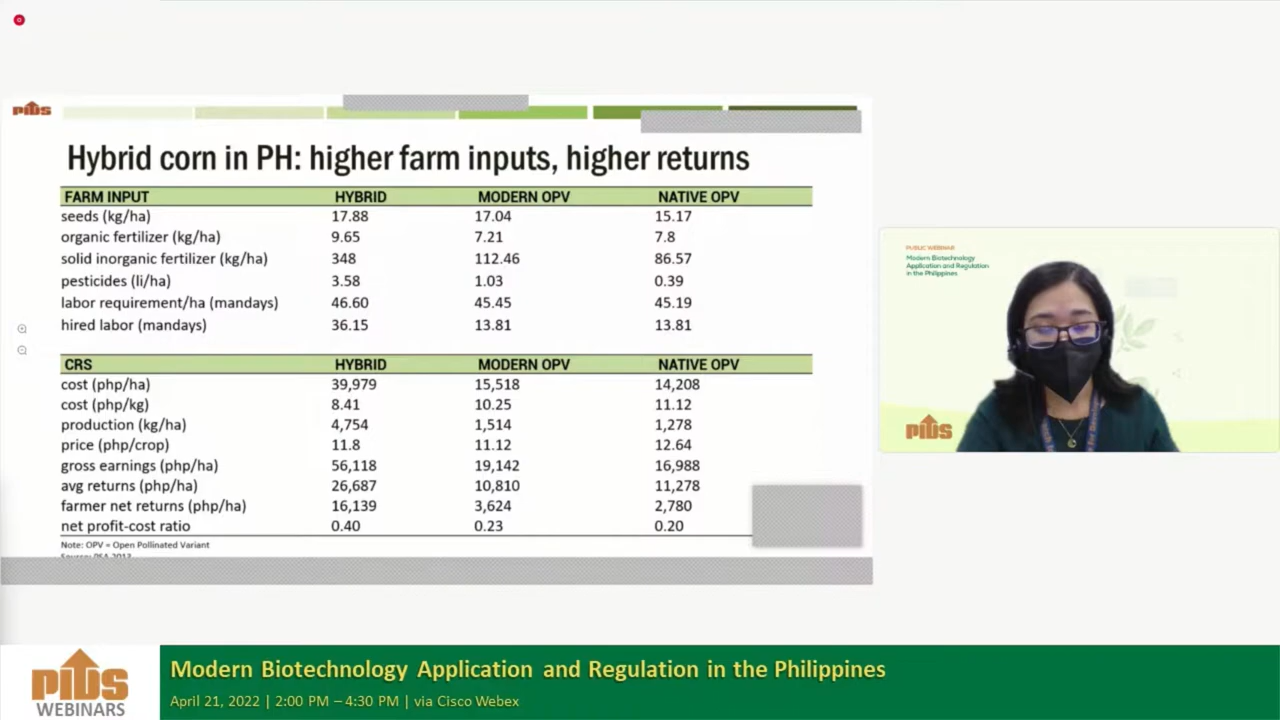 PIDS
Hybrid corn in PH: higher farm inputs, higher returns
FARM INPUT HYBRID MODERN OPV NATIVE OPV
seeds (kg/ha) 17.88 17.04 15.17
organic fertilizer (kg/ha) 9.65 7.21 7.8
solid inorganic fertilizer (kg/ha) 348 112.46 86.57
pesticides (li/ha) 3.58 1.03 0.39
labor requirement/ha (mandays) 46.60 45.45 45.19
hired labor (mandays) 36.15 13.81 13.81
CRS HYBRID MODERN OPV NATIVE OPV
cost (php/ha) 39,979 15,518 14,208
cost (php/kg) 8.41 10.25 11.12
production (kg/ha) 4,754 1,514 1,278
price (php/crop) 11.8 11.12 12.64
gross earnings (php/ha) 56,118 19,142 16,988
avg returns (php/ha) 26,687 10,810 11,278
farmer net returns (php/ha) 16,139 3,624 2,780
net profit-cost ratio 0.40 0.23 0.20
Note: OPV = Open Pollinated Variant
Source: PSA 2013
PUBLIC WEBINAR
Modern Biotechnology
Application and Regulation
in the Philippines
PIDS
PIDS
WEBINARS
Modern Biotechnology Application and Regulation in the Philippines
April 21, 2022 | 2:00 PM – 4:30 PM | via Cisco Webex